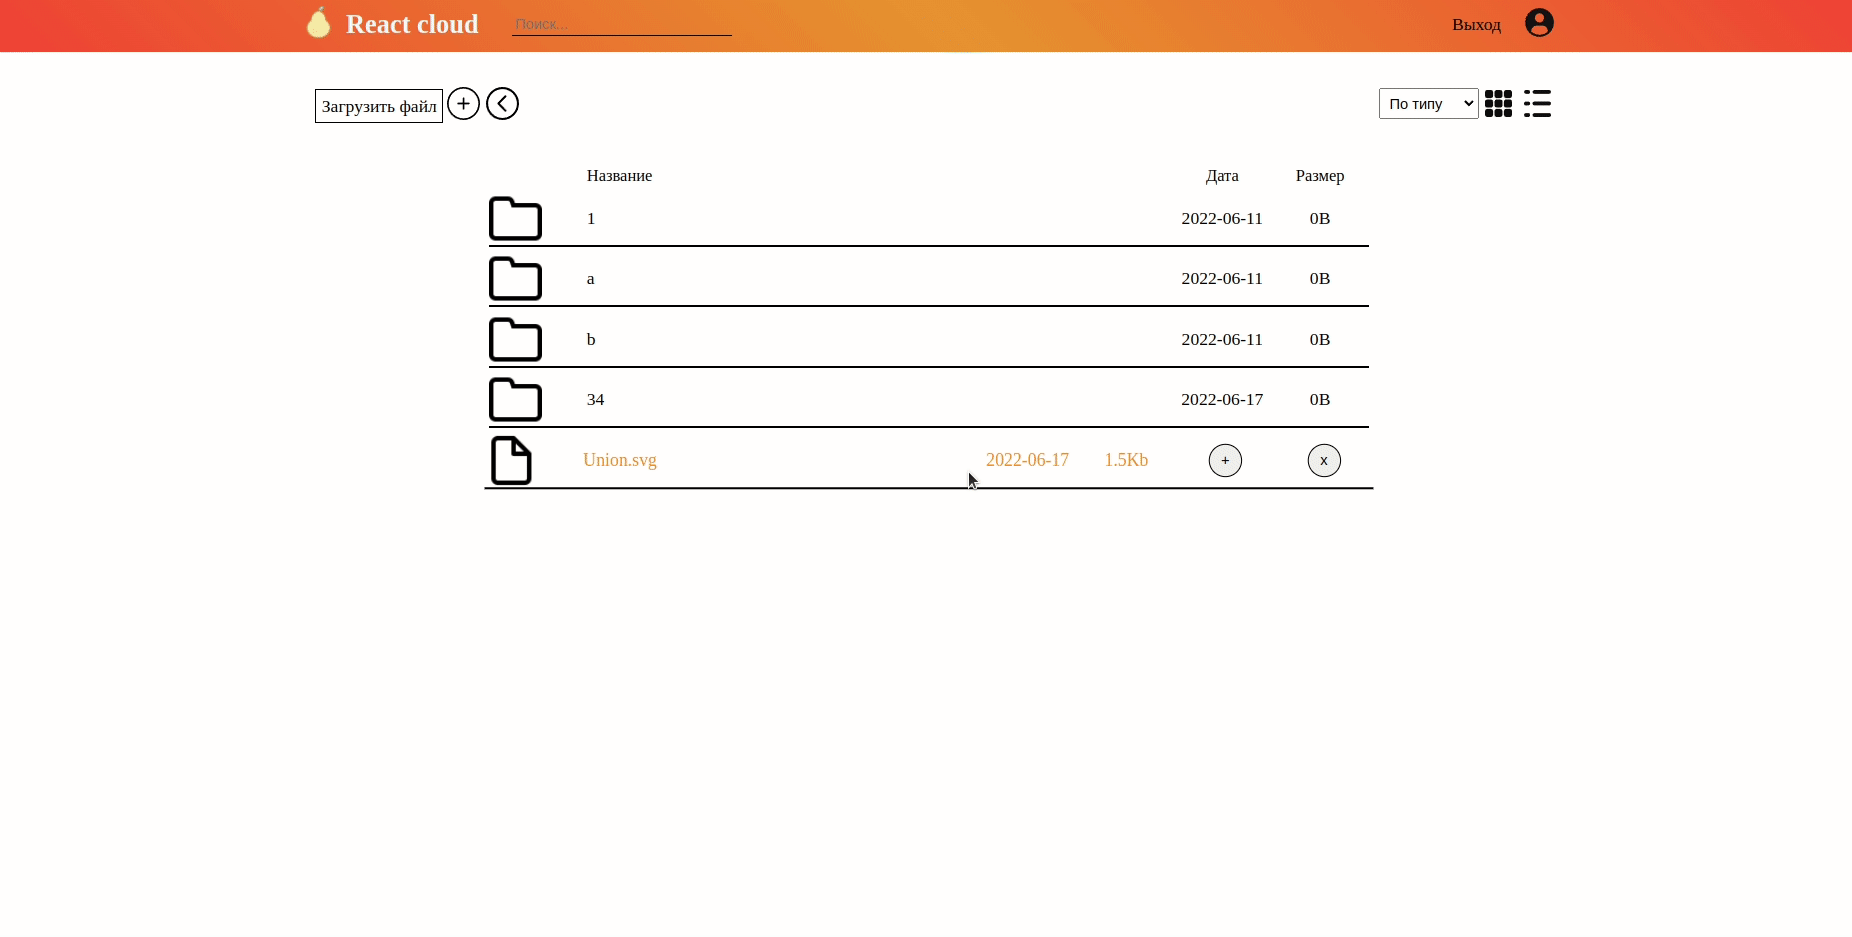 React cloud Поиск... Выход
Загрузить файл По типу
Название Дата Размер
1 2022-06-11 0B
a 2022-06-11 0B
b 2022-06-11 0B
34 2022-06-17 0B
Union.svg 2022-06-17 1.5Kb + x